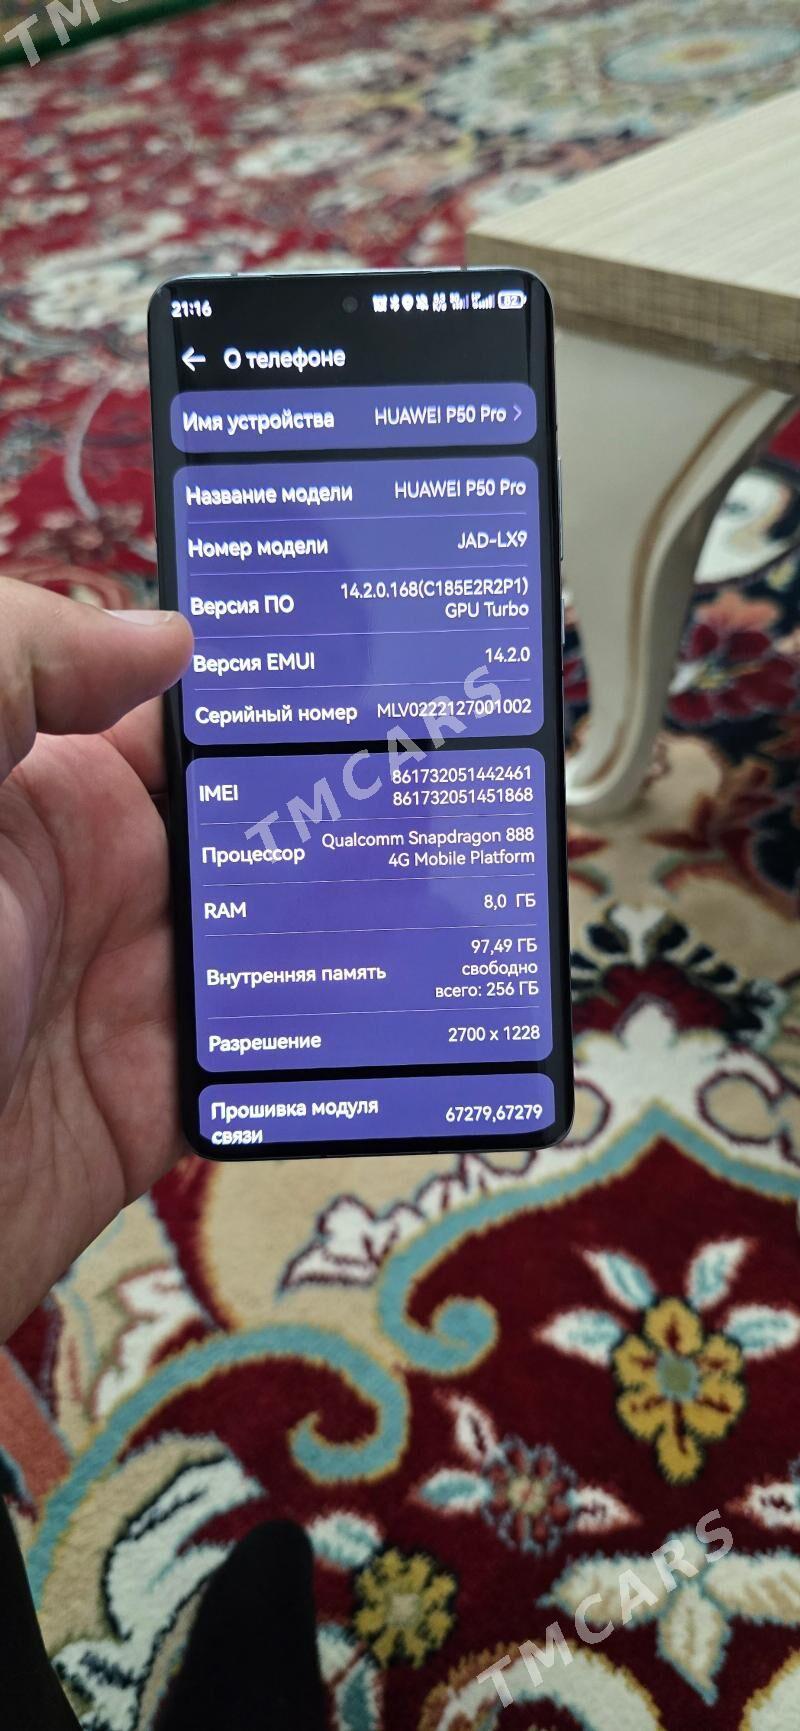 TMCARS
21:16
82
← О телефоне
Имя устройства HUAWEI P50 Pro >
Название модели HUAWEI P50 Pro
Номер модели JAD-LX9
Версия ПО 14.2.0.168(C185E2R2P1)
GPU Turbo
Версия EMUI 14.2.0
Серийный номер MLV0222127001002
IMEI 861732051442461
861732051451868
TMCARS
Процессор Qualcomm Snapdragon 888
4G Mobile Platform
RAM 8,0 ГБ
Внутренняя память 97,49 ГБ
свободно
всего: 256 ГБ
Разрешение 2700 x 1228
Прошивка модуля
связи 67279,67279
TMCARS